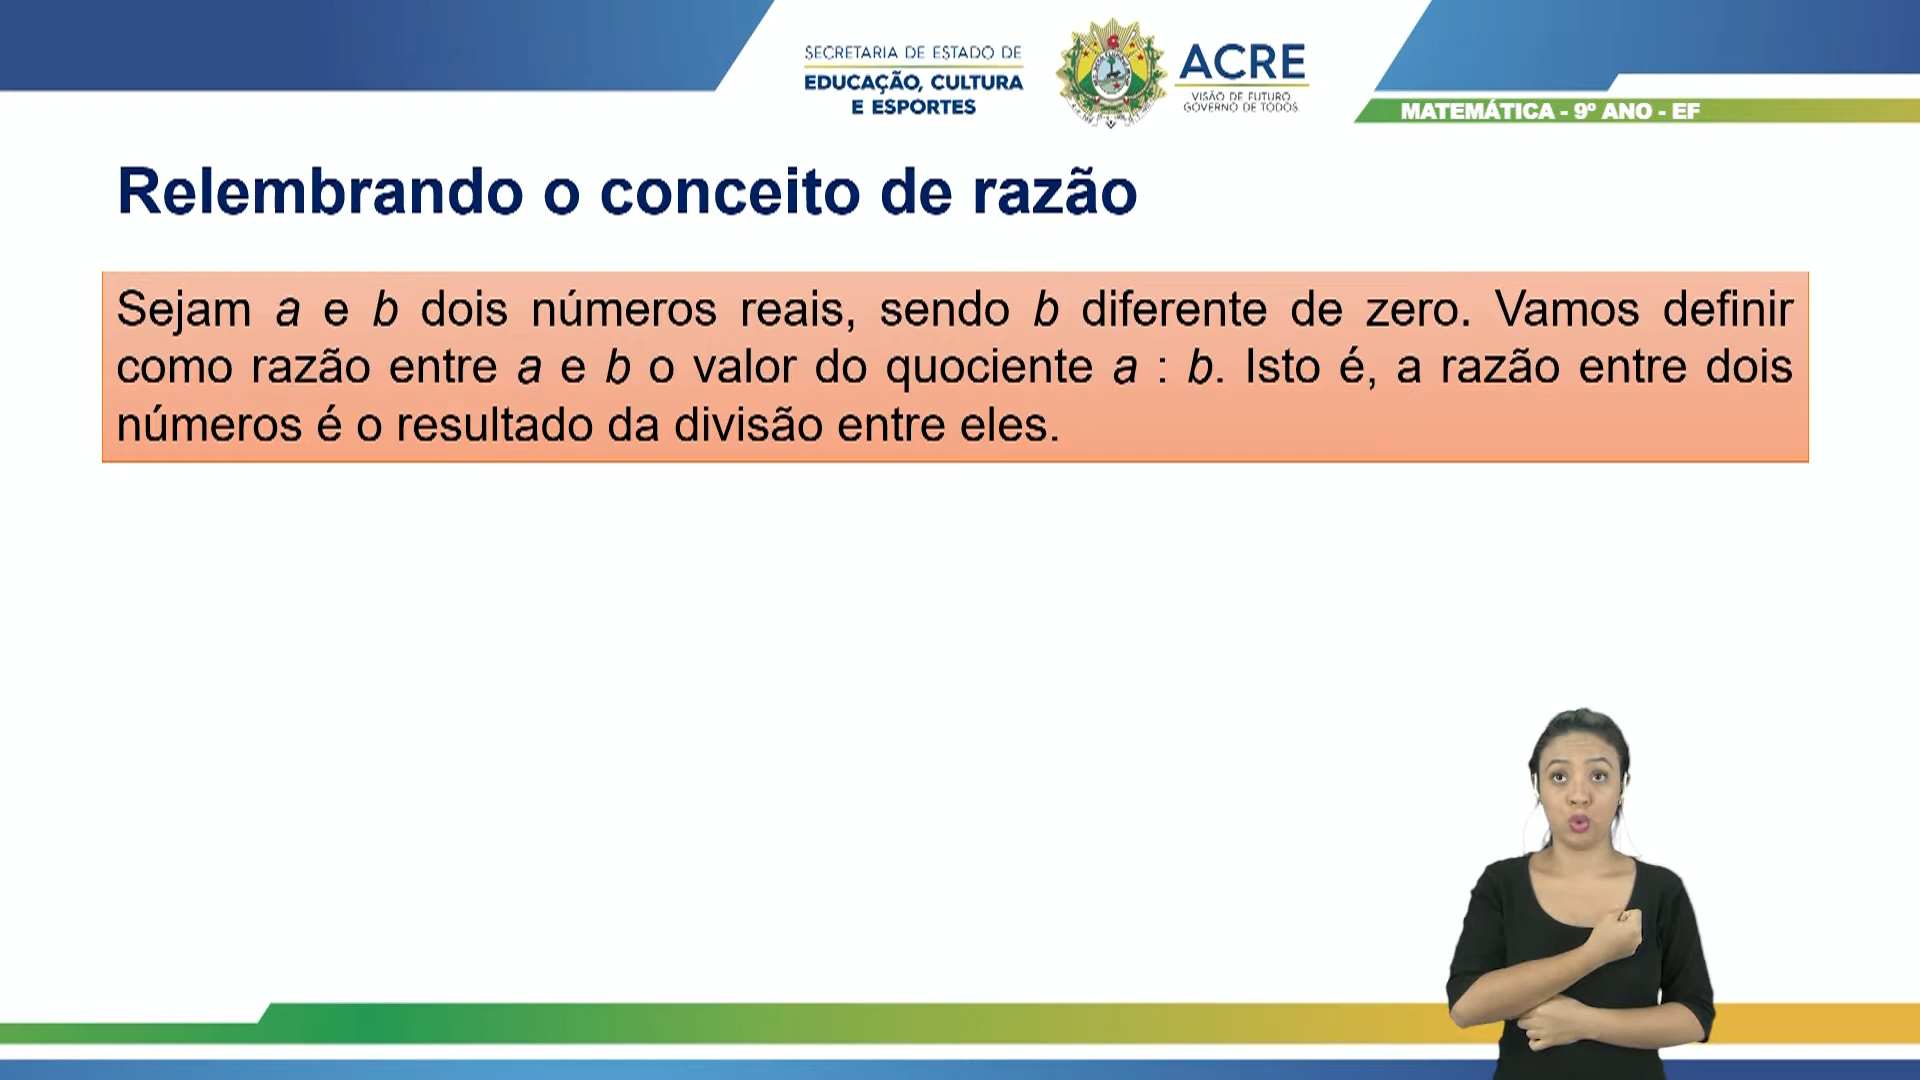 SECRETARIA DE ESTADO DE
EDUCAÇÃO, CULTURA
E ESPORTES
ACRE
VISÃO DE FUTURO
GOVERNO DE TODOS
MATEMÁTICA - 9º ANO - EF
Relembrando o conceito de razão
Sejam a e b dois números reais, sendo b diferente de zero. Vamos definir
como razão entre a e b o valor do quociente a : b. Isto é, a razão entre dois
números é o resultado da divisão entre eles.